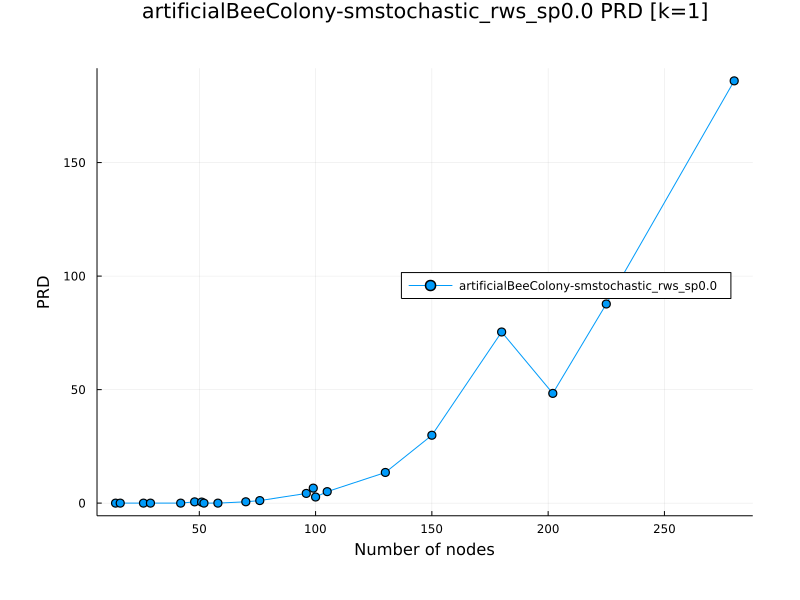 artificialBeeColony-smstochastic_rws_sp0.0 PRD [k=1]
150
100
50
0
PRD
artificialBeeColony-smstochastic_rws_sp0.0
50 100 150 200 250
Number of nodes